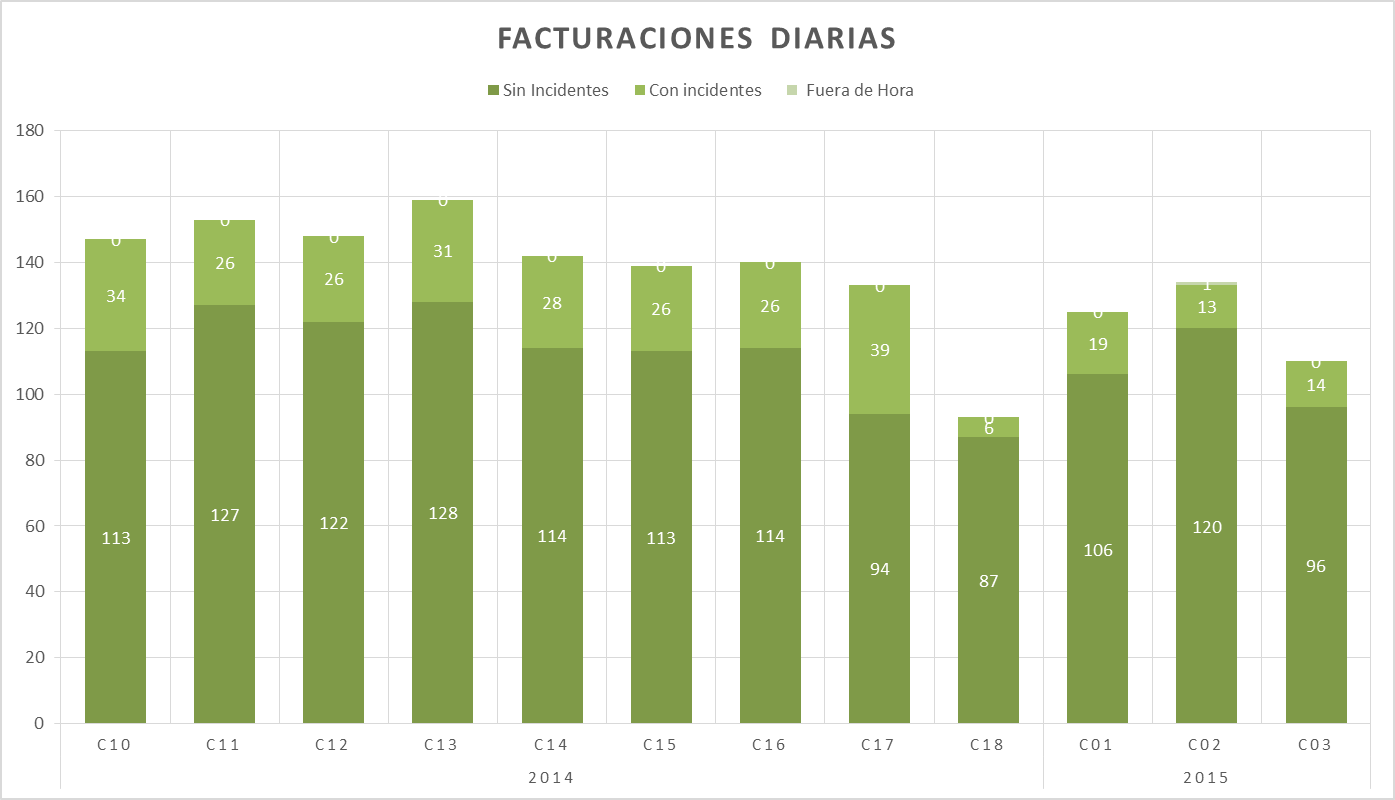 FACTURACIONES DIARIAS
Sin Incidentes Con incidentes Fuera de Hora
180
160
140
120
100
80
60
40
20
0
0 0 0 0 0 0 0 0 0 0 1 0
34 26 26 31 28 26 26 39 6 19 13 14
113 127 122 128 114 113 114 94 87 106 120 96
C10 C11 C12 C13 C14 C15 C16 C17 C18 C01 C02 C03
2014 2015